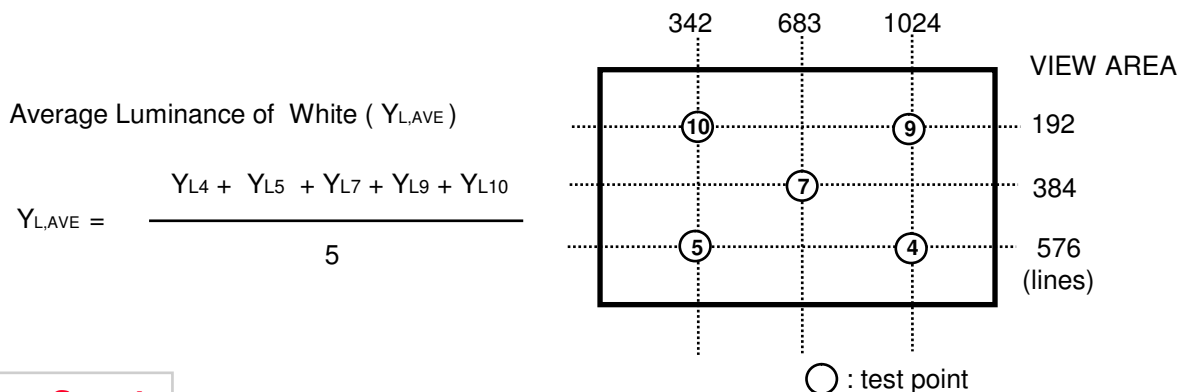 342 683 1024
VIEW AREA
Average Luminance of White ( YL,AVE )
10 9 192
YL4 + YL5 + YL7 + YL9 + YL10
7 384
YL,AVE =
5
5 4 576
(lines)
: test point